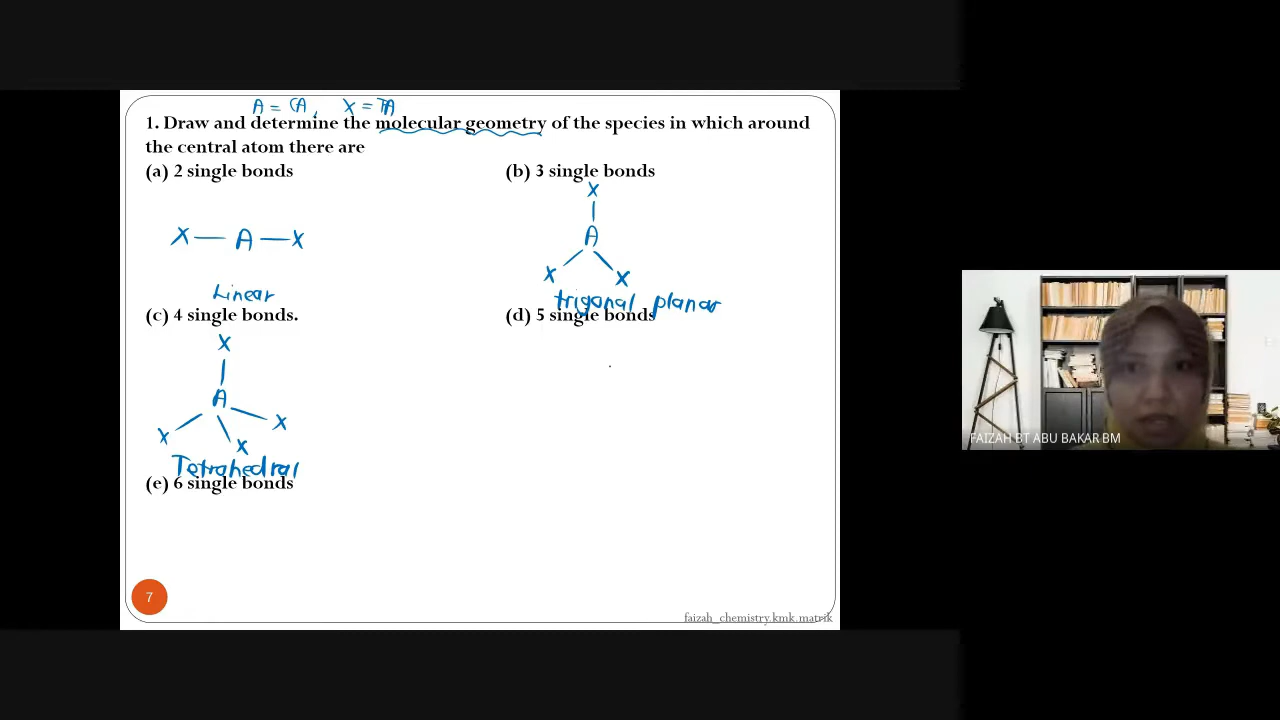 A = CA, X = TA
1. Draw and determine the molecular geometry of the species in which around
the central atom there are
(a) 2 single bonds
(b) 3 single bonds
X — A — X
Linear
X
A
X X
trigonal planar
(c) 4 single bonds.
(d) 5 single bonds
X
A
X X X
Tetrahedral
(e) 6 single bonds
7
faizah_chemistry.kmk.matrik
FAIZAH BT ABU BAKAR BM